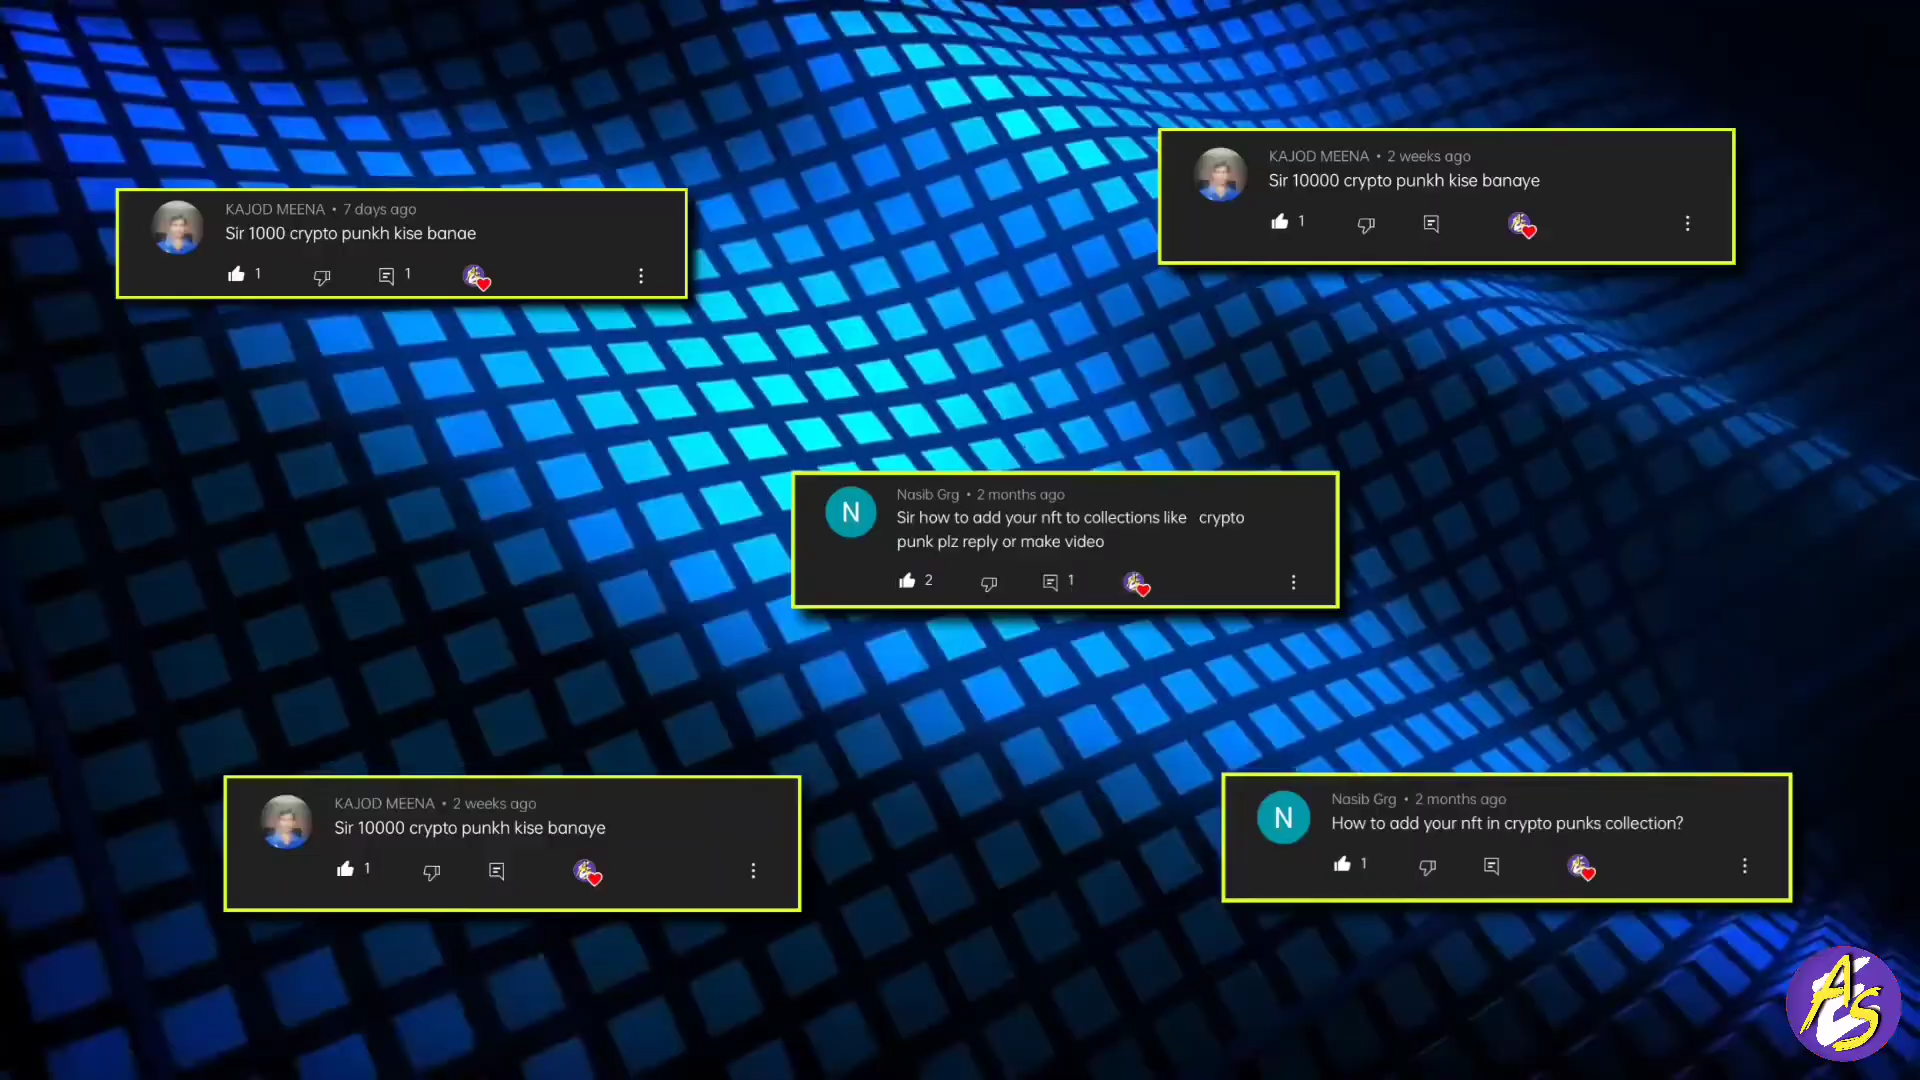 KAJOD MEENA • 2 weeks ago
Sir 10000 crypto punkh kise banaye
1
KAJOD MEENA • 7 days ago
Sir 1000 crypto punkh kise banae
1 1
Nasib Grg • 2 months ago
N
Sir how to add your nft to collections like crypto
punk plz reply or make video
2 1
KAJOD MEENA • 2 weeks ago
Sir 10000 crypto punkh kise banaye
1
Nasib Grg • 2 months ago
N
How to add your nft in crypto punks collection?
1